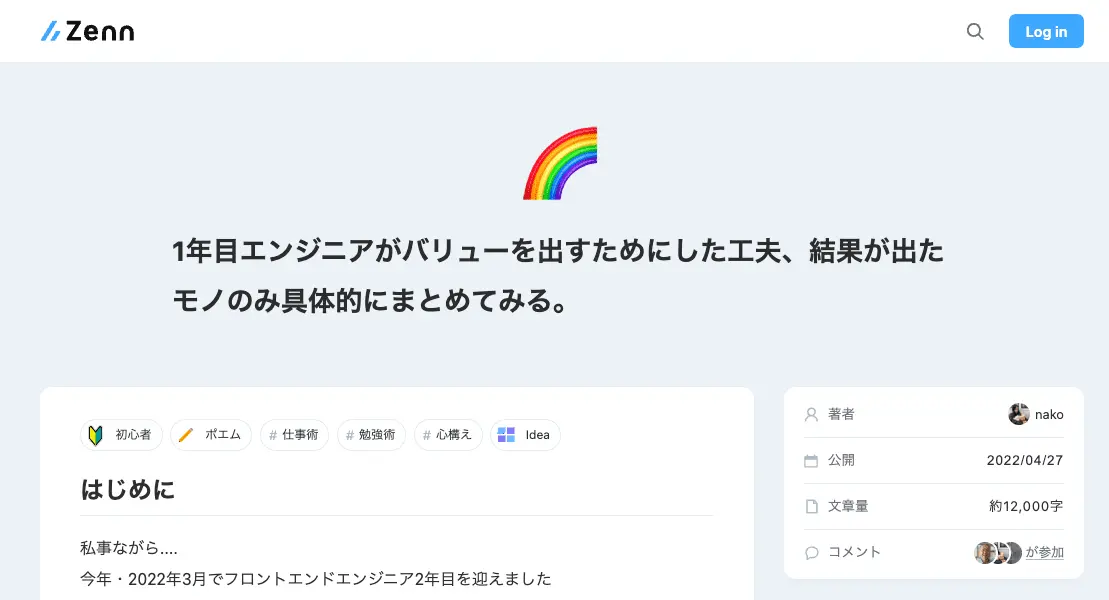 Zenn
Log in
1年目エンジニアがバリューを出すためにした工夫、結果が出た
モノのみ具体的にまとめてみる。
初心者 ポエム # 仕事術 # 勉強術 # 心構え Idea
はじめに
私事ながら....
今年・2022年3月でフロントエンドエンジニア2年目を迎えました
著者 nako
公開 2022/04/27
文章量 約12,000字
コメント が参加